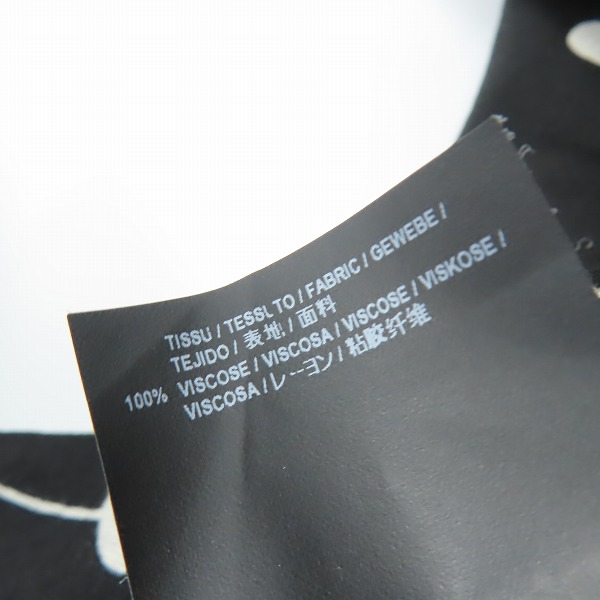 TISSU / TESSUTO / FABRIC / GEWEBE /
TEJIDO / 表地 / 面料
100% VISCOSE / VISCOSA / VISCOSE / VISKOSE /
VISCOSA / レーヨン / 粘胶纤维